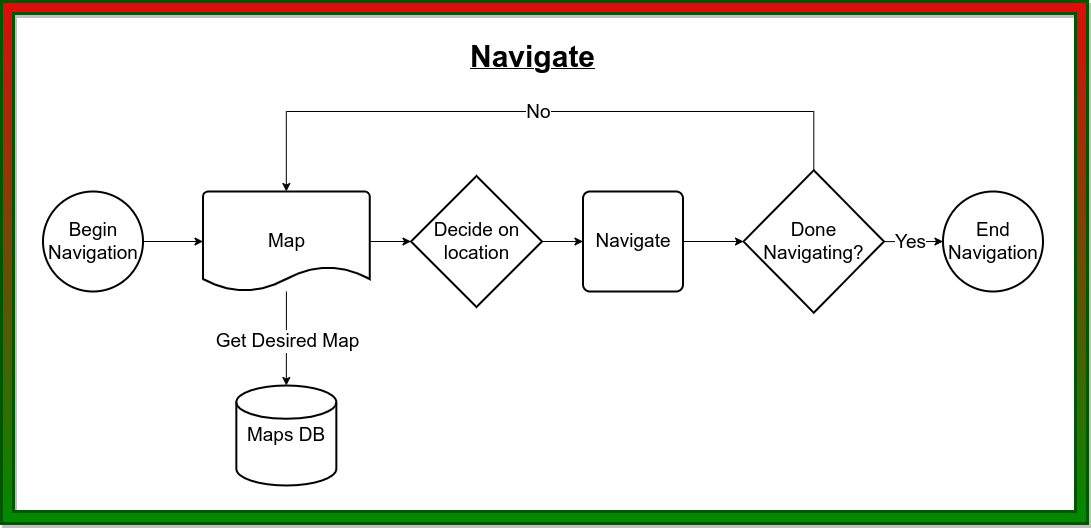 Navigate
No
Begin
Navigation
Map
Decide on
location
Navigate
Done
Navigating?
Yes
End
Navigation
Get Desired Map
Maps DB